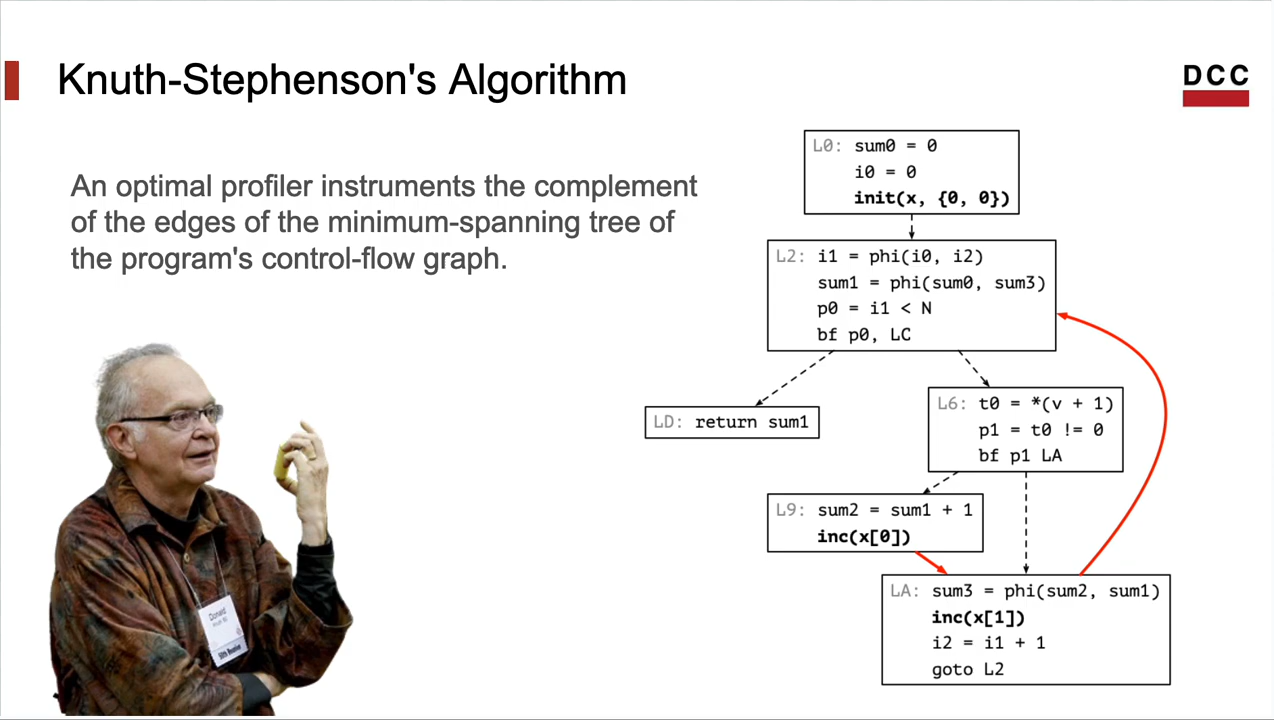 Knuth-Stephenson's Algorithm
DCC
An optimal profiler instruments the complement
of the edges of the minimum-spanning tree of
the program's control-flow graph.
L0: sum0 = 0
i0 = 0
init(x, {0, 0})
L2: i1 = phi(i0, i2)
sum1 = phi(sum0, sum3)
p0 = i1 < N
bf p0, LC
LD: return sum1
L6: t0 = *(v + 1)
p1 = t0 != 0
bf p1 LA
L9: sum2 = sum1 + 1
inc(x[0])
LA: sum3 = phi(sum2, sum1)
inc(x[1])
i2 = i1 + 1
goto L2
Donald